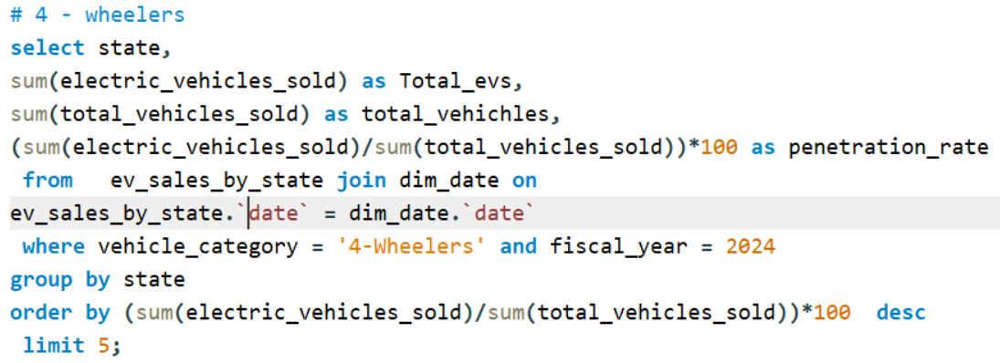 # 4 - wheelers
select state,
sum(electric_vehicles_sold) as Total_evs,
sum(total_vehicles_sold) as total_vehichles,
(sum(electric_vehicles_sold)/sum(total_vehicles_sold))*100 as penetration_rate
from ev_sales_by_state join dim_date on
ev_sales_by_state.`date` = dim_date.`date`
where vehicle_category = '4-Wheelers' and fiscal_year = 2024
group by state
order by (sum(electric_vehicles_sold)/sum(total_vehicles_sold))*100 desc
limit 5;